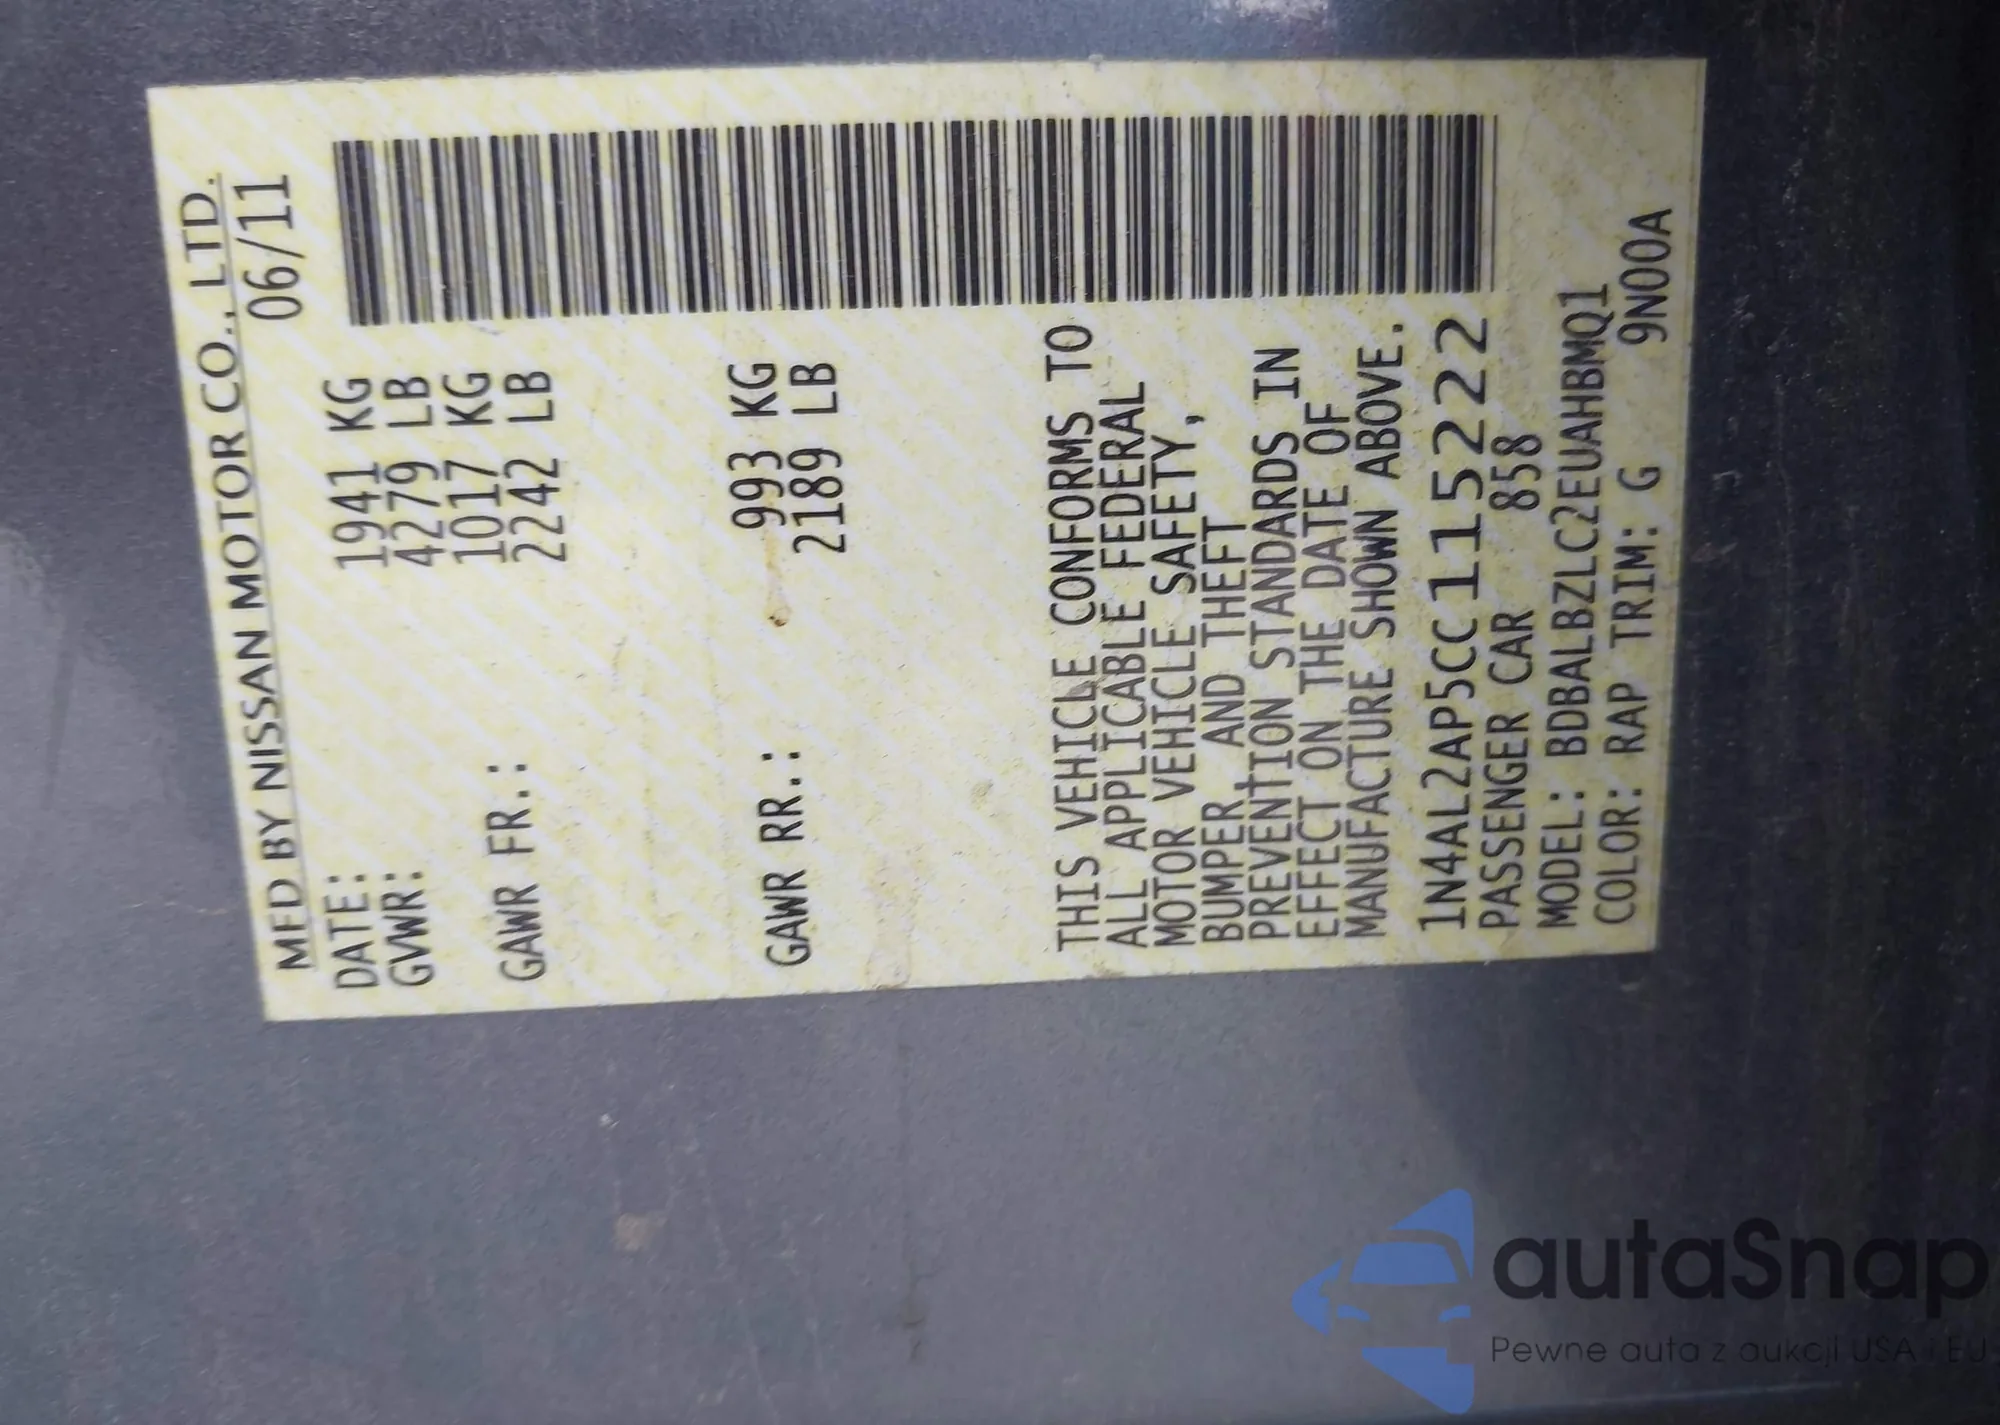 MFD BY NISSAN MOTOR CO., LTD.
DATE: 06/11
GVWR: 1941 KG
4279 LB
GAWR FR.: 1017 KG
2242 LB
GAWR RR.: 993 KG
2189 LB
THIS VEHICLE CONFORMS TO
ALL APPLICABLE FEDERAL
MOTOR VEHICLE SAFETY,
BUMPER, AND THEFT
PREVENTION STANDARDS IN
EFFECT ON THE DATE OF
MANUFACTURE SHOWN ABOVE.
1N4AL2AP5CC115222
PASSENGER CAR 858
MODEL: BDBALBZLC2EUAHBMQ1
COLOR: RAP TRIM: G 9N00A
autaSnap
Pewne auta z aukcji USA i EU